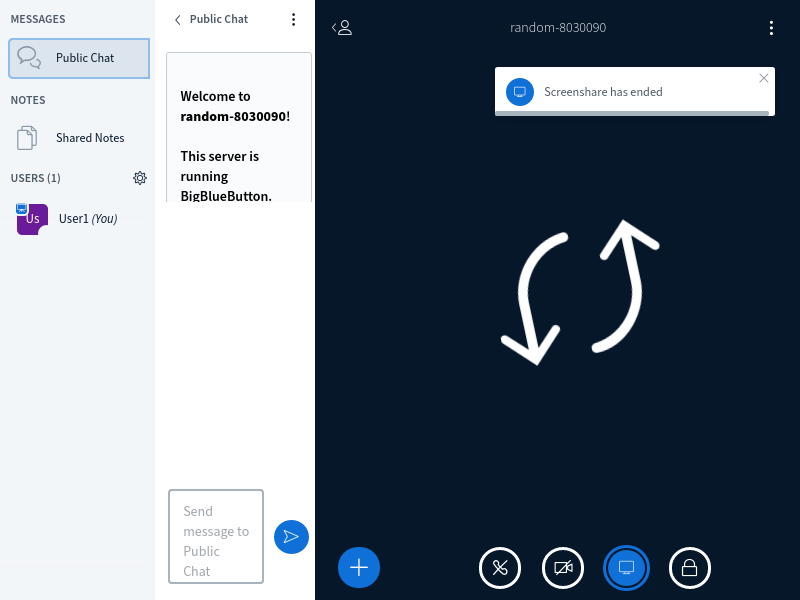 MESSAGES
Public Chat
NOTES
Shared Notes
USERS (1)
Us
User1 (You)
Public Chat
Welcome to
random-8030090!
This server is
running
BigBlueButton.
Send
message to
Public
Chat
random-8030090
Screenshare has ended